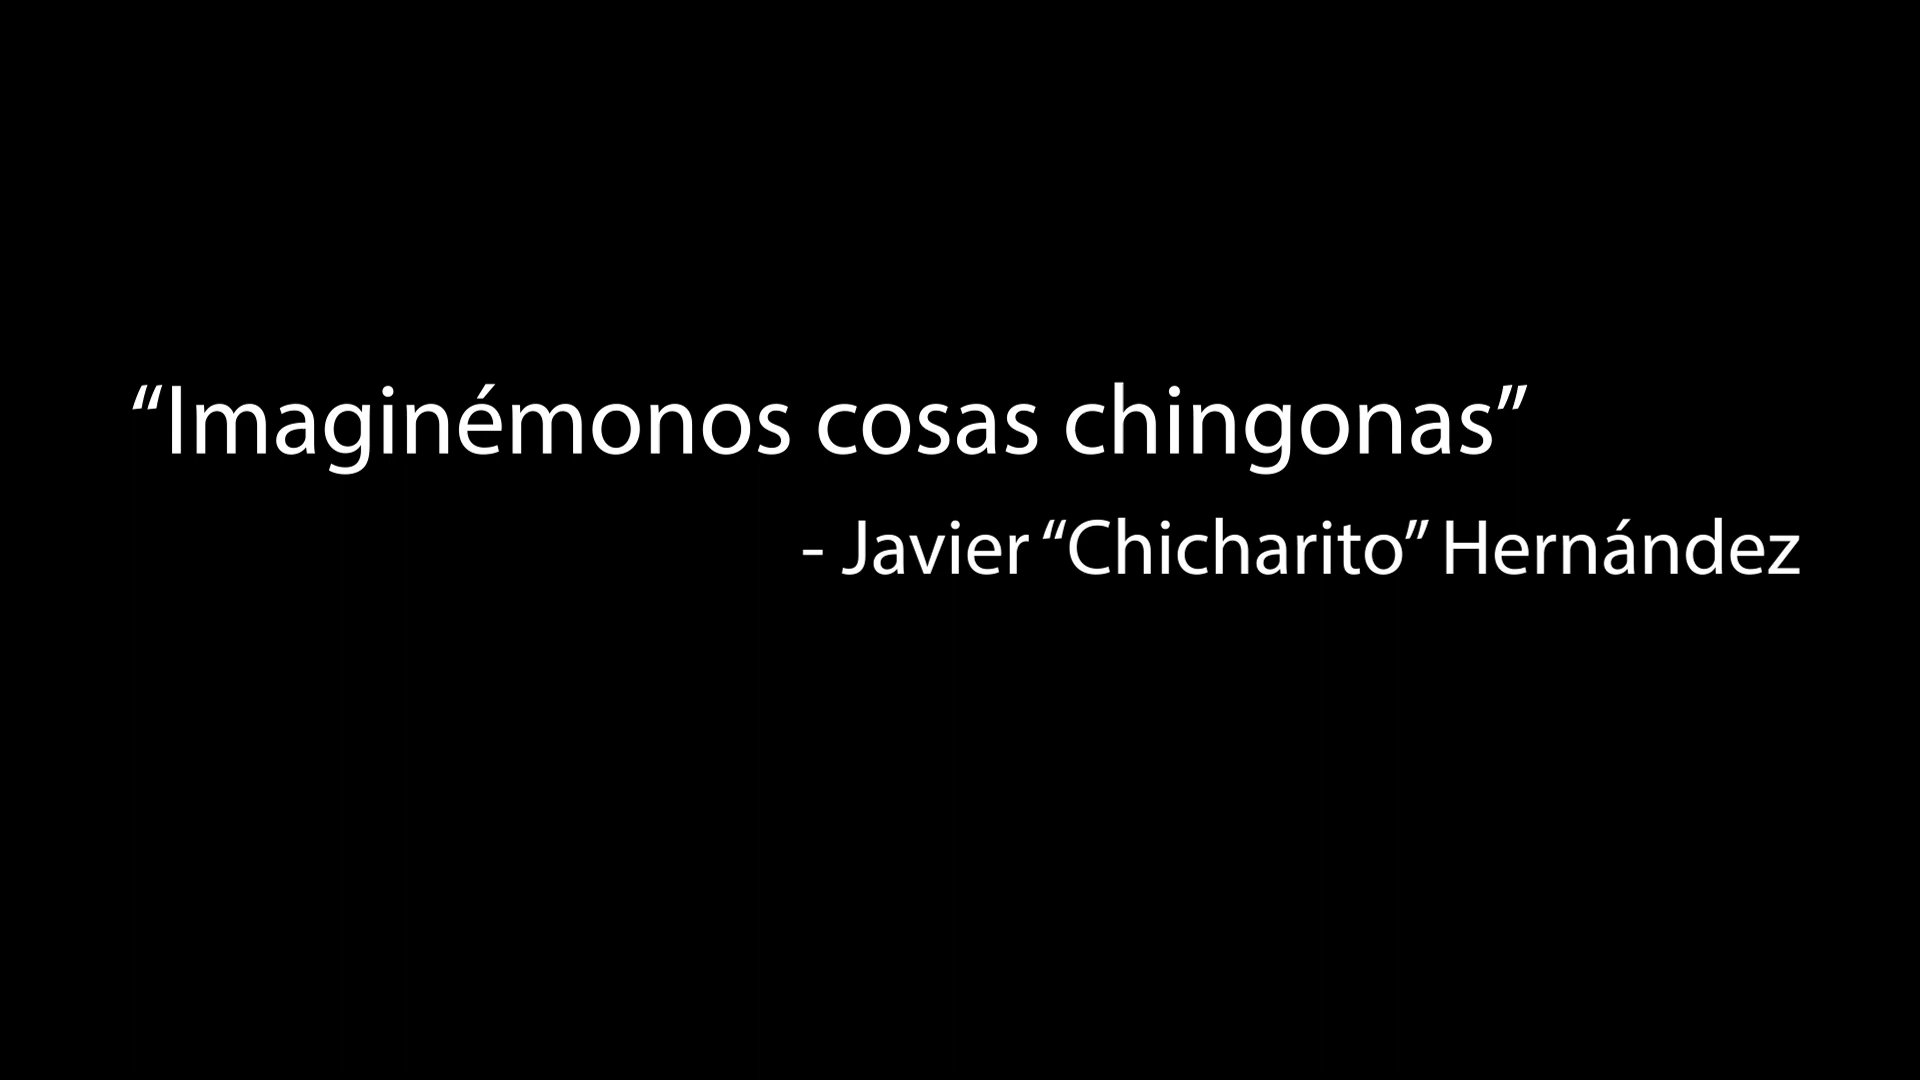 “Imaginémonos cosas chingonas”
- Javier “Chicharito” Hernández